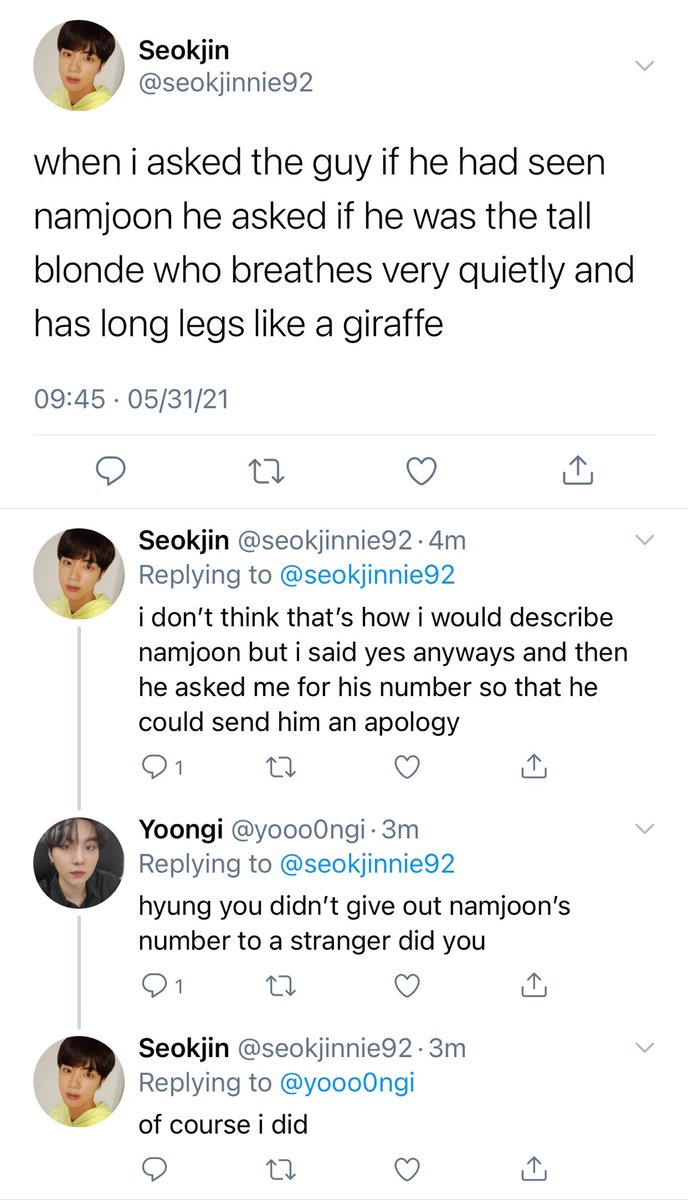 Seokjin
@seokjinnie92
when i asked the guy if he had seen
namjoon he asked if he was the tall
blonde who breathes very quietly and
has long legs like a giraffe
09:45 · 05/31/21
Seokjin @seokjinnie92 · 4m
Replying to @seokjinnie92
i don’t think that’s how i would describe
namjoon but i said yes anyways and then
he asked me for his number so that he
could send him an apology
1
Yoongi @yooo0ngi · 3m
Replying to @seokjinnie92
hyung you didn’t give out namjoon’s
number to a stranger did you
1
Seokjin @seokjinnie92 · 3m
Replying to @yooo0ngi
of course i did